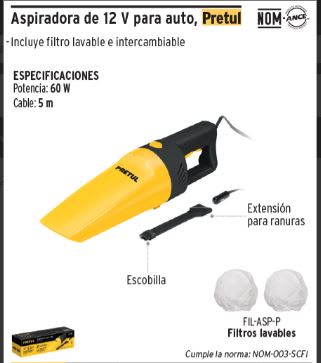 Aspiradora de 12 V para auto, Pretul
NOM
ANCE
- Incluye filtro lavable e intercambiable
ESPECIFICACIONES
Potencia: 60 W
Cable: 5 m
PRETUL
Extensión
para ranuras
Escobilla
FIL-ASP-P
Filtros lavables
PRETUL
Cumple la norma: NOM-003-SCFI